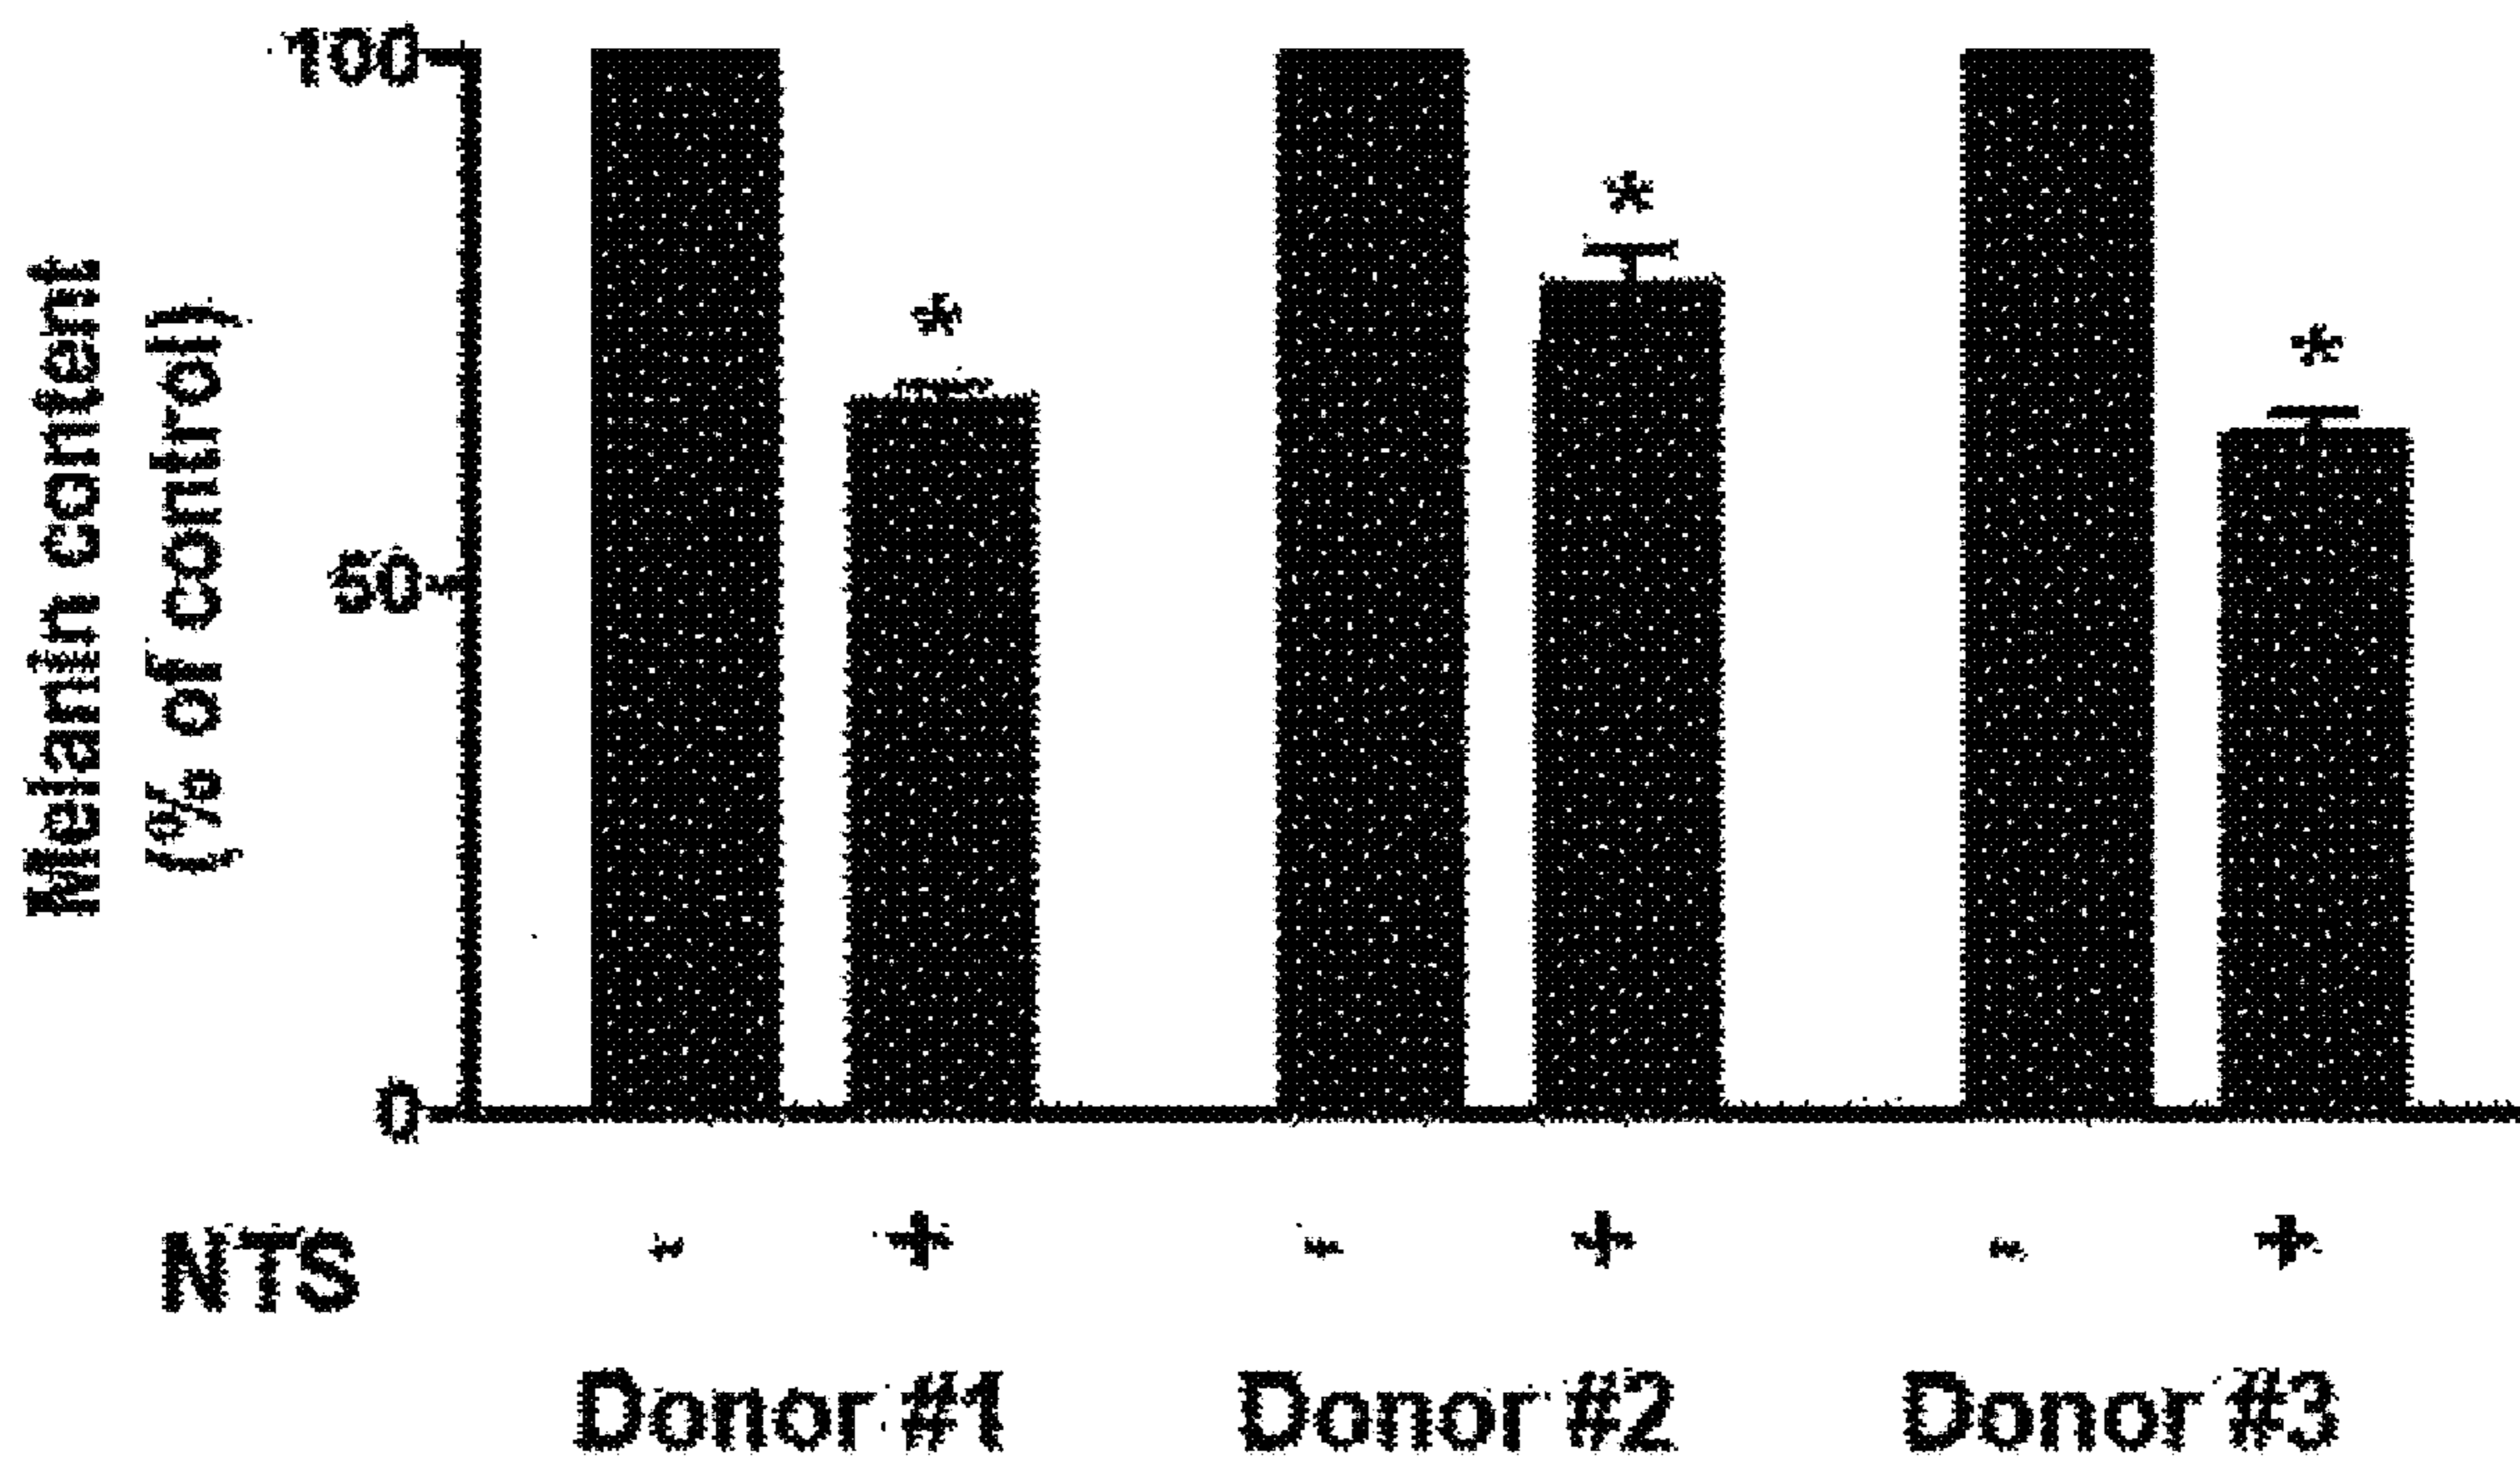 Melanin content
(% of control)
100
50
0
*
*
*
NTS - + - + - +
Donor #1 Donor #2 Donor #3